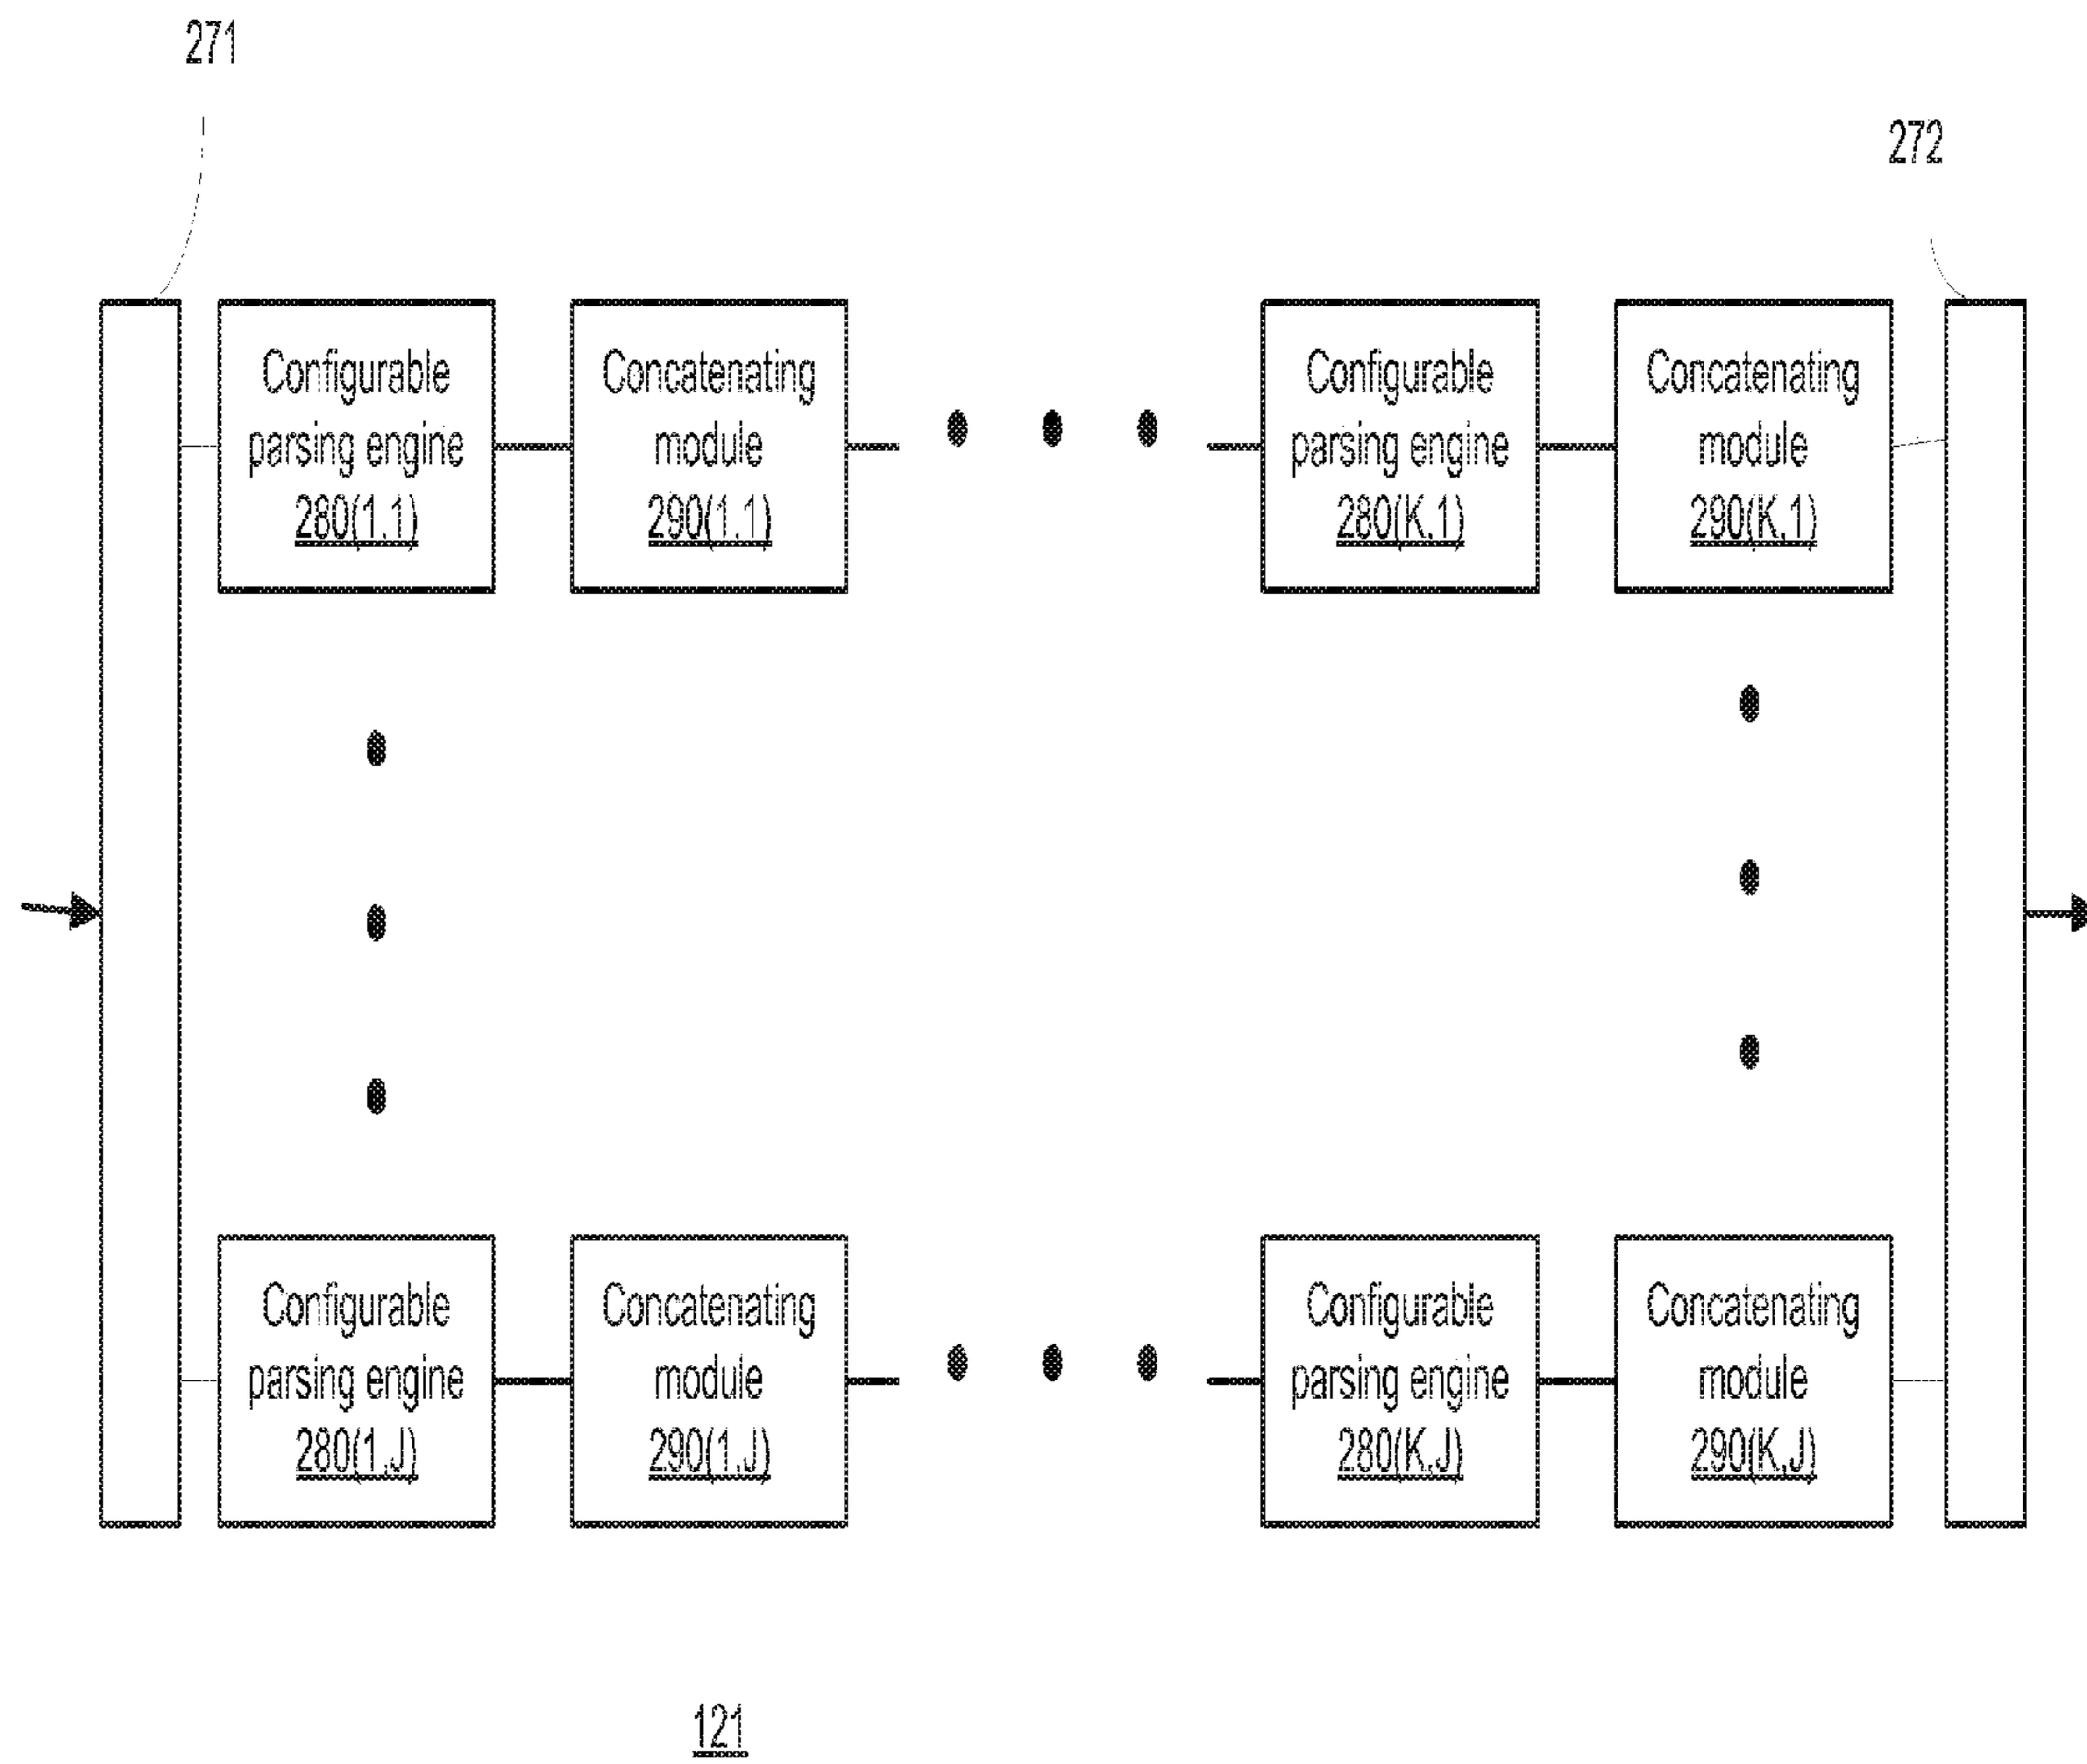 271
272
Configurable
parsing engine
280(1,1)
Concatenating
module
290(1,1)
Configurable
parsing engine
280(K,1)
Concatenating
module
290(K,1)
Configurable
parsing engine
280(1,J)
Concatenating
module
290(1,J)
Configurable
parsing engine
280(K,J)
Concatenating
module
290(K,J)
121